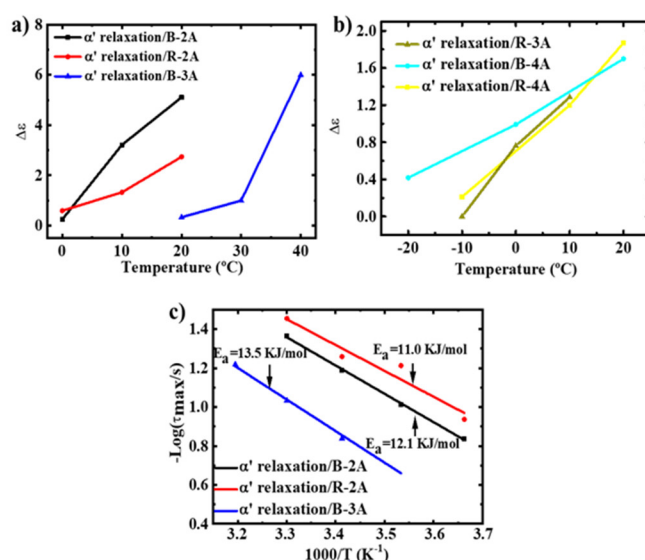 a)
α' relaxation/B-2A
α' relaxation/R-2A
α' relaxation/B-3A
Δε
6
4
2
0
0 10 20 30 40
Temperature (ºC)
b)
α' relaxation/R-3A
α' relaxation/B-4A
α' relaxation/R-4A
Δε
2.0
1.6
1.2
0.8
0.4
0.0
-20 -10 0 10 20
Temperature (ºC)
c)
-Log(τmax/s)
1.4
1.2
1.0
0.8
0.6
0.4
Ea=13.5 KJ/mol
Ea=11.0 KJ/mol
Ea=12.1 KJ/mol
α' relaxation/B-2A
α' relaxation/R-2A
α' relaxation/B-3A
3.2 3.3 3.4 3.5 3.6 3.7
1000/T (K-1)